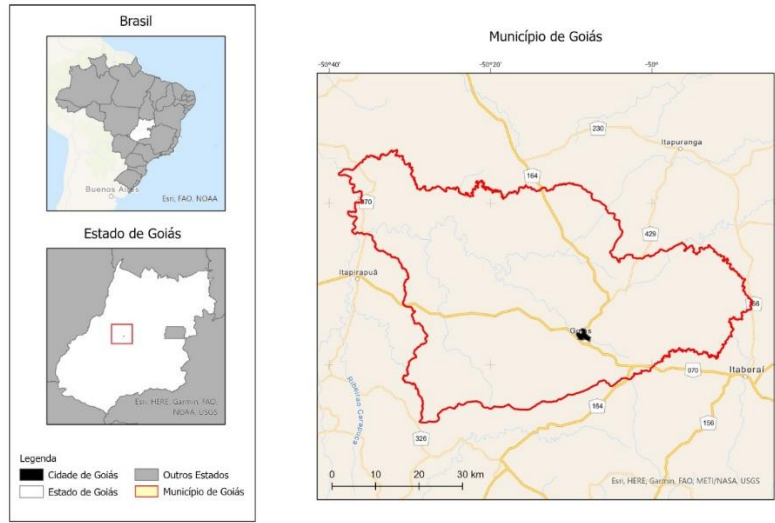 Brasil
Buenos Aires
Esri, FAO, NOAA
Estado de Goiás
Esri, HERE, Garmin, FAO,
NOAA, USGS
Legenda
Cidade de Goiás
Outros Estados
Estado de Goiás
Município de Goiás
Município de Goiás
-50°40'
-50°20'
-50°
230
Itapuranga
164
070
429
Itapirapuã
Goiás
070
Itaberaí
164
156
326
0 10 20 30 km
Esri, HERE, Garmin, FAO, METI/NASA, USGS